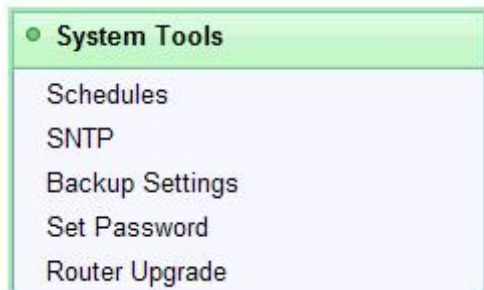 System Tools
Schedules
SNTP
Backup Settings
Set Password
Router Upgrade